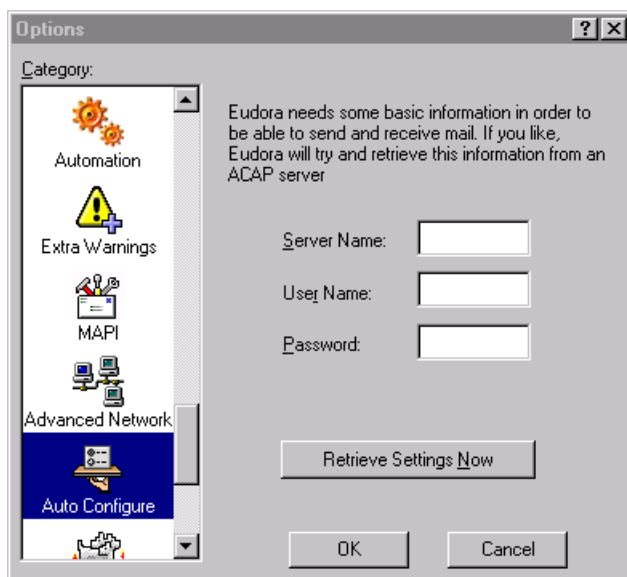 Options
Category:
Automation
Extra Warnings
MAPI
Advanced Network
Auto Configure
Eudora needs some basic information in order to
be able to send and receive mail. If you like,
Eudora will try and retrieve this information from an
ACAP server
Server Name:
User Name:
Password:
Retrieve Settings Now
OK
Cancel